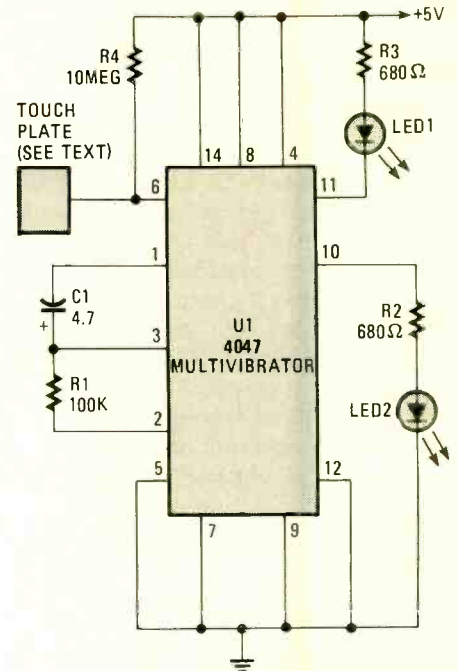 +5V
R4
10MEG
R3
680Ω
TOUCH
PLATE
(SEE TEXT)
LED1
14
8
4
6
11
1
10
C1
4.7
+
R2
680Ω
3
U1
4047
MULTIVIBRATOR
R1
100K
LED2
2
5
12
7
9